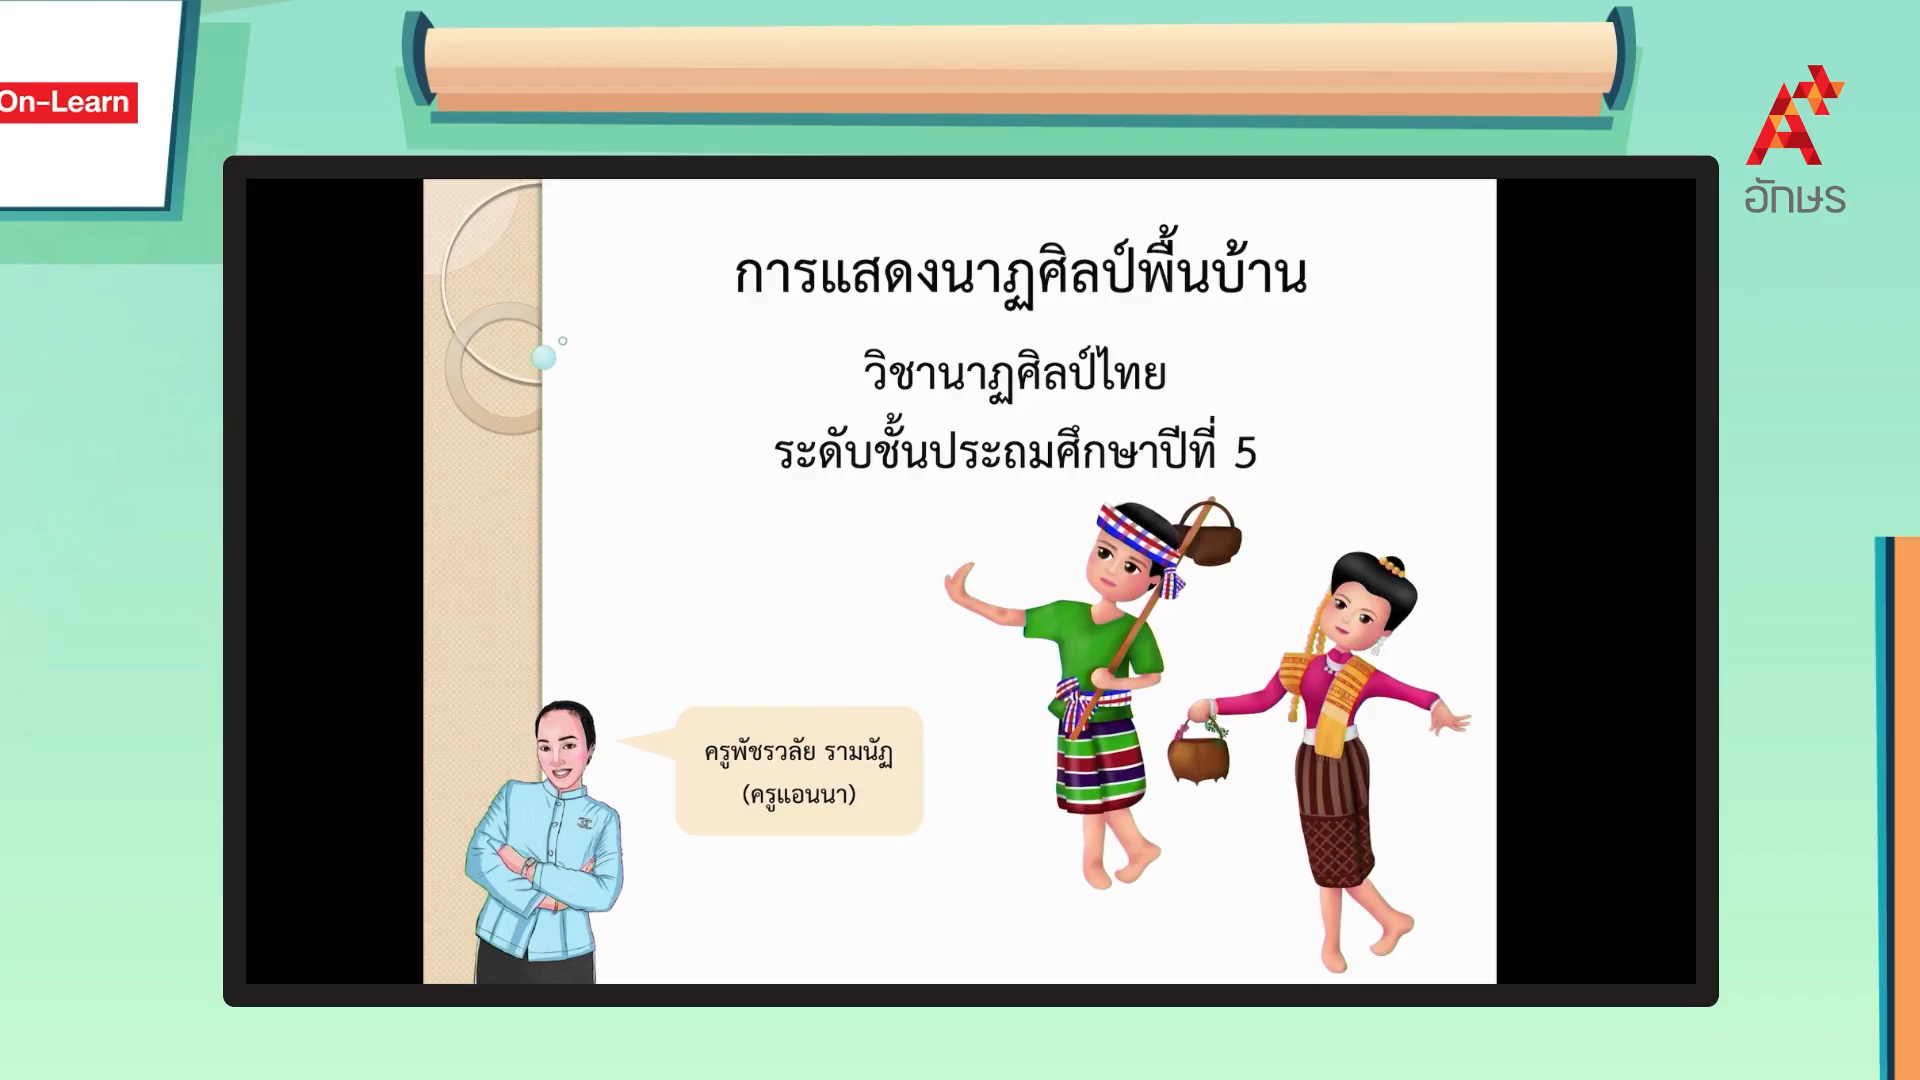 On-Learn
อักษร
การแสดงนาฏศิลป์พื้นบ้าน
วิชานาฏศิลป์ไทย
ระดับชั้นประถมศึกษาปีที่ 5
ครูพัชรวลัย รามนัฏ
(ครูแอนนา)